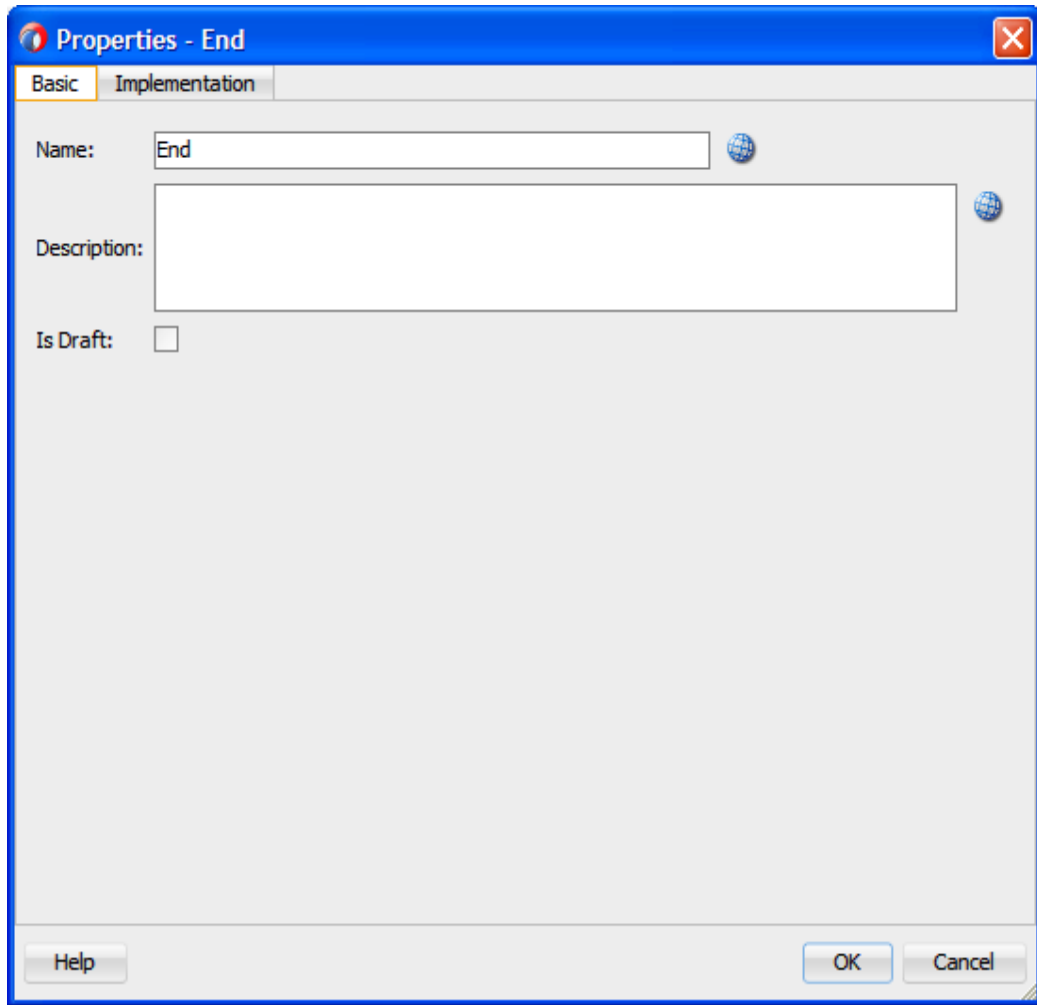 Properties - End
Basic Implementation
Name: End
Description:
Is Draft:
Help OK Cancel